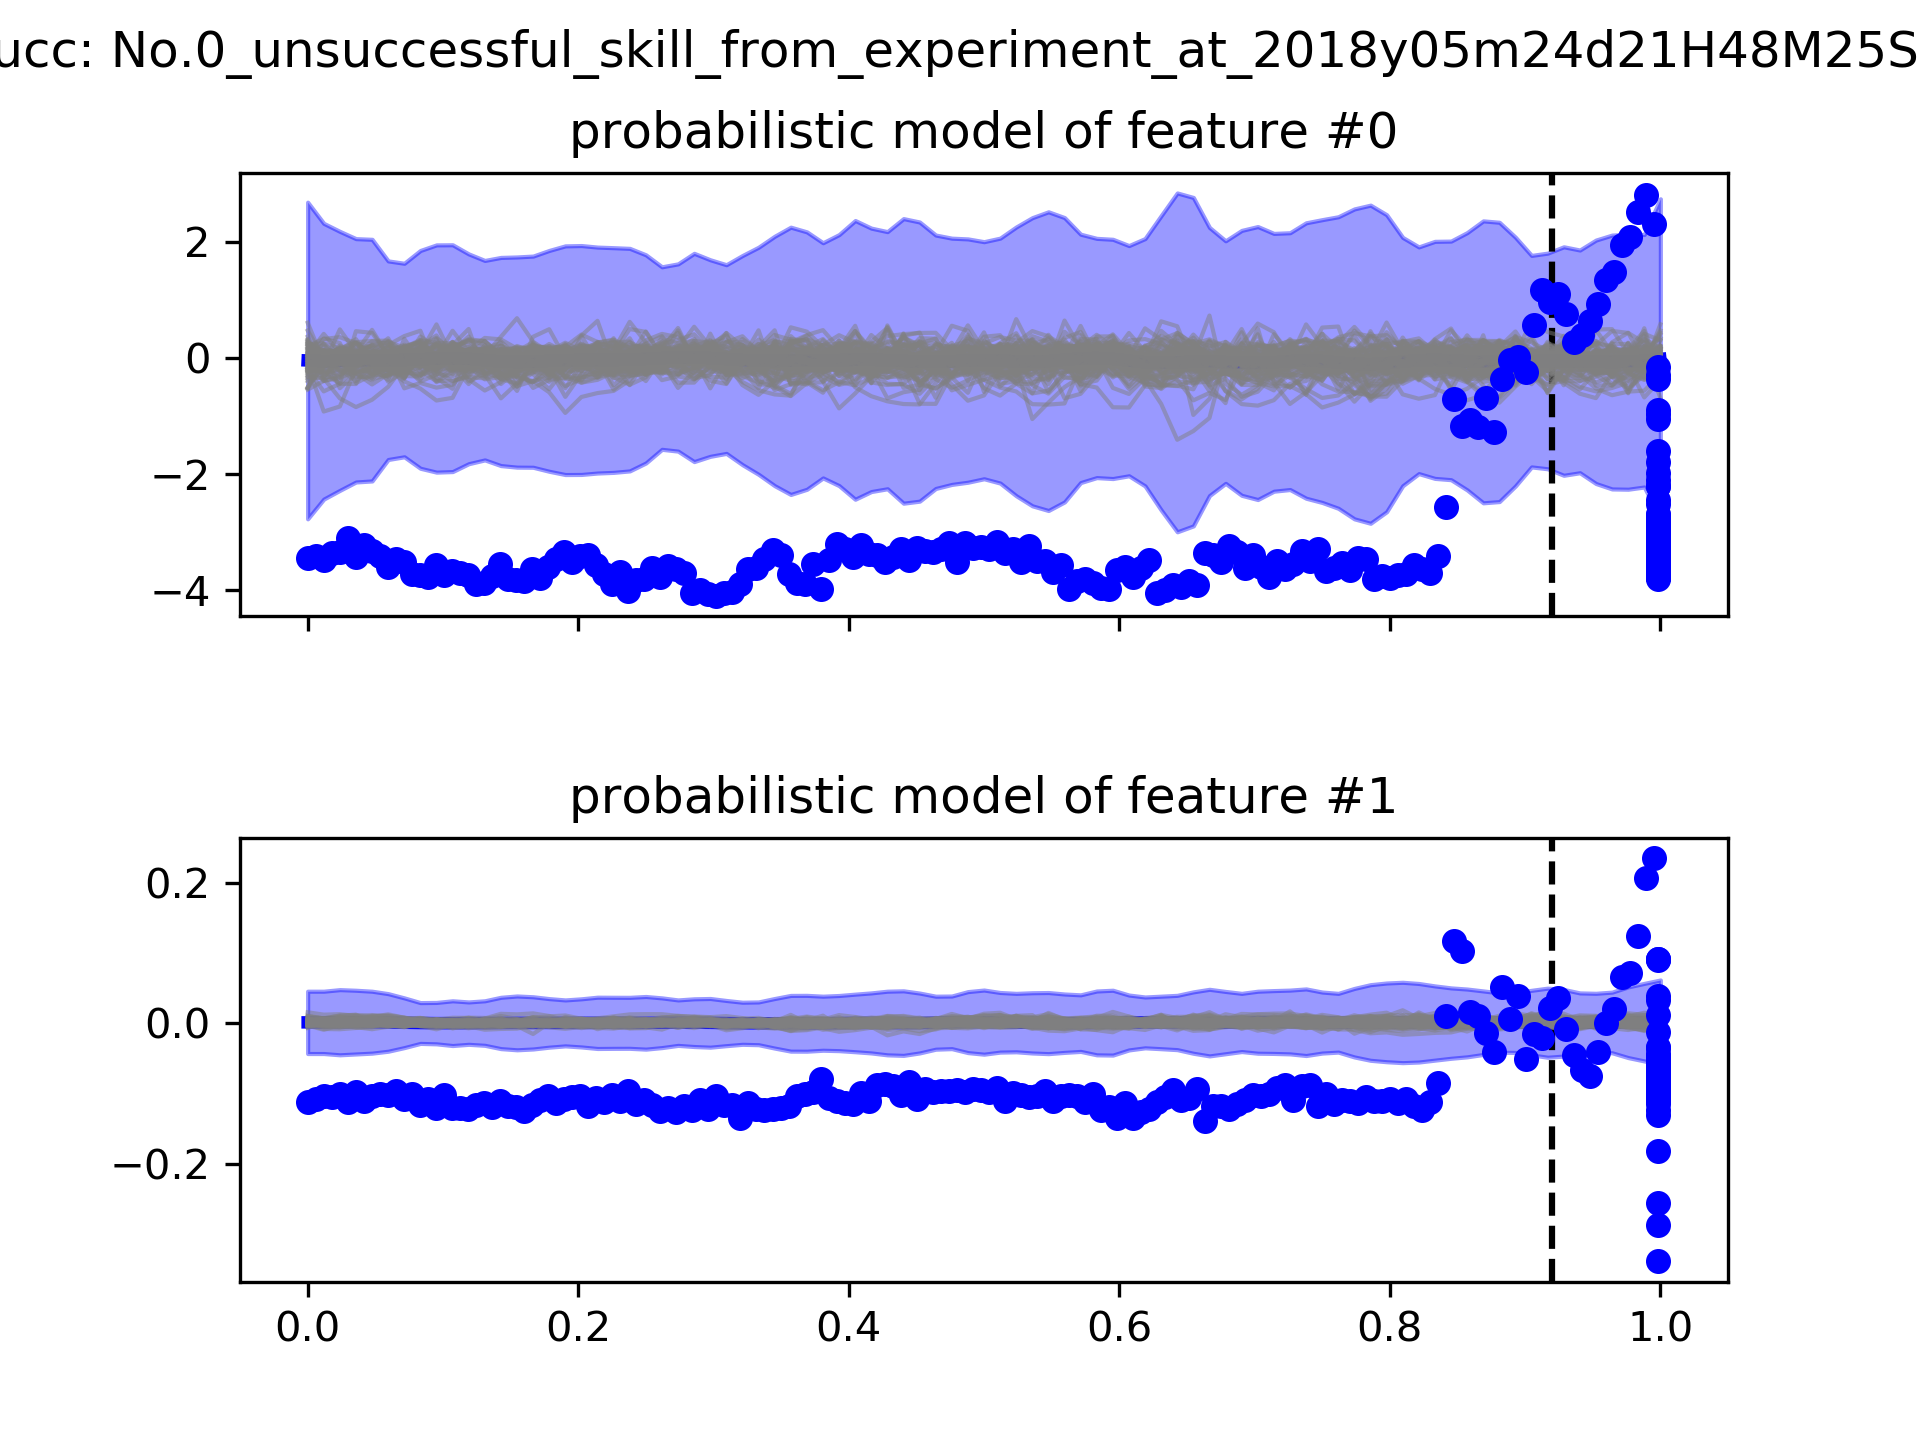 ucc: No.0_unsuccessful_skill_from_experiment_at_2018y05m24d21H48M25S
probabilistic model of feature #0
2
0
−2
−4
probabilistic model of feature #1
0.2
0.0
−0.2
0.0 0.2 0.4 0.6 0.8 1.0